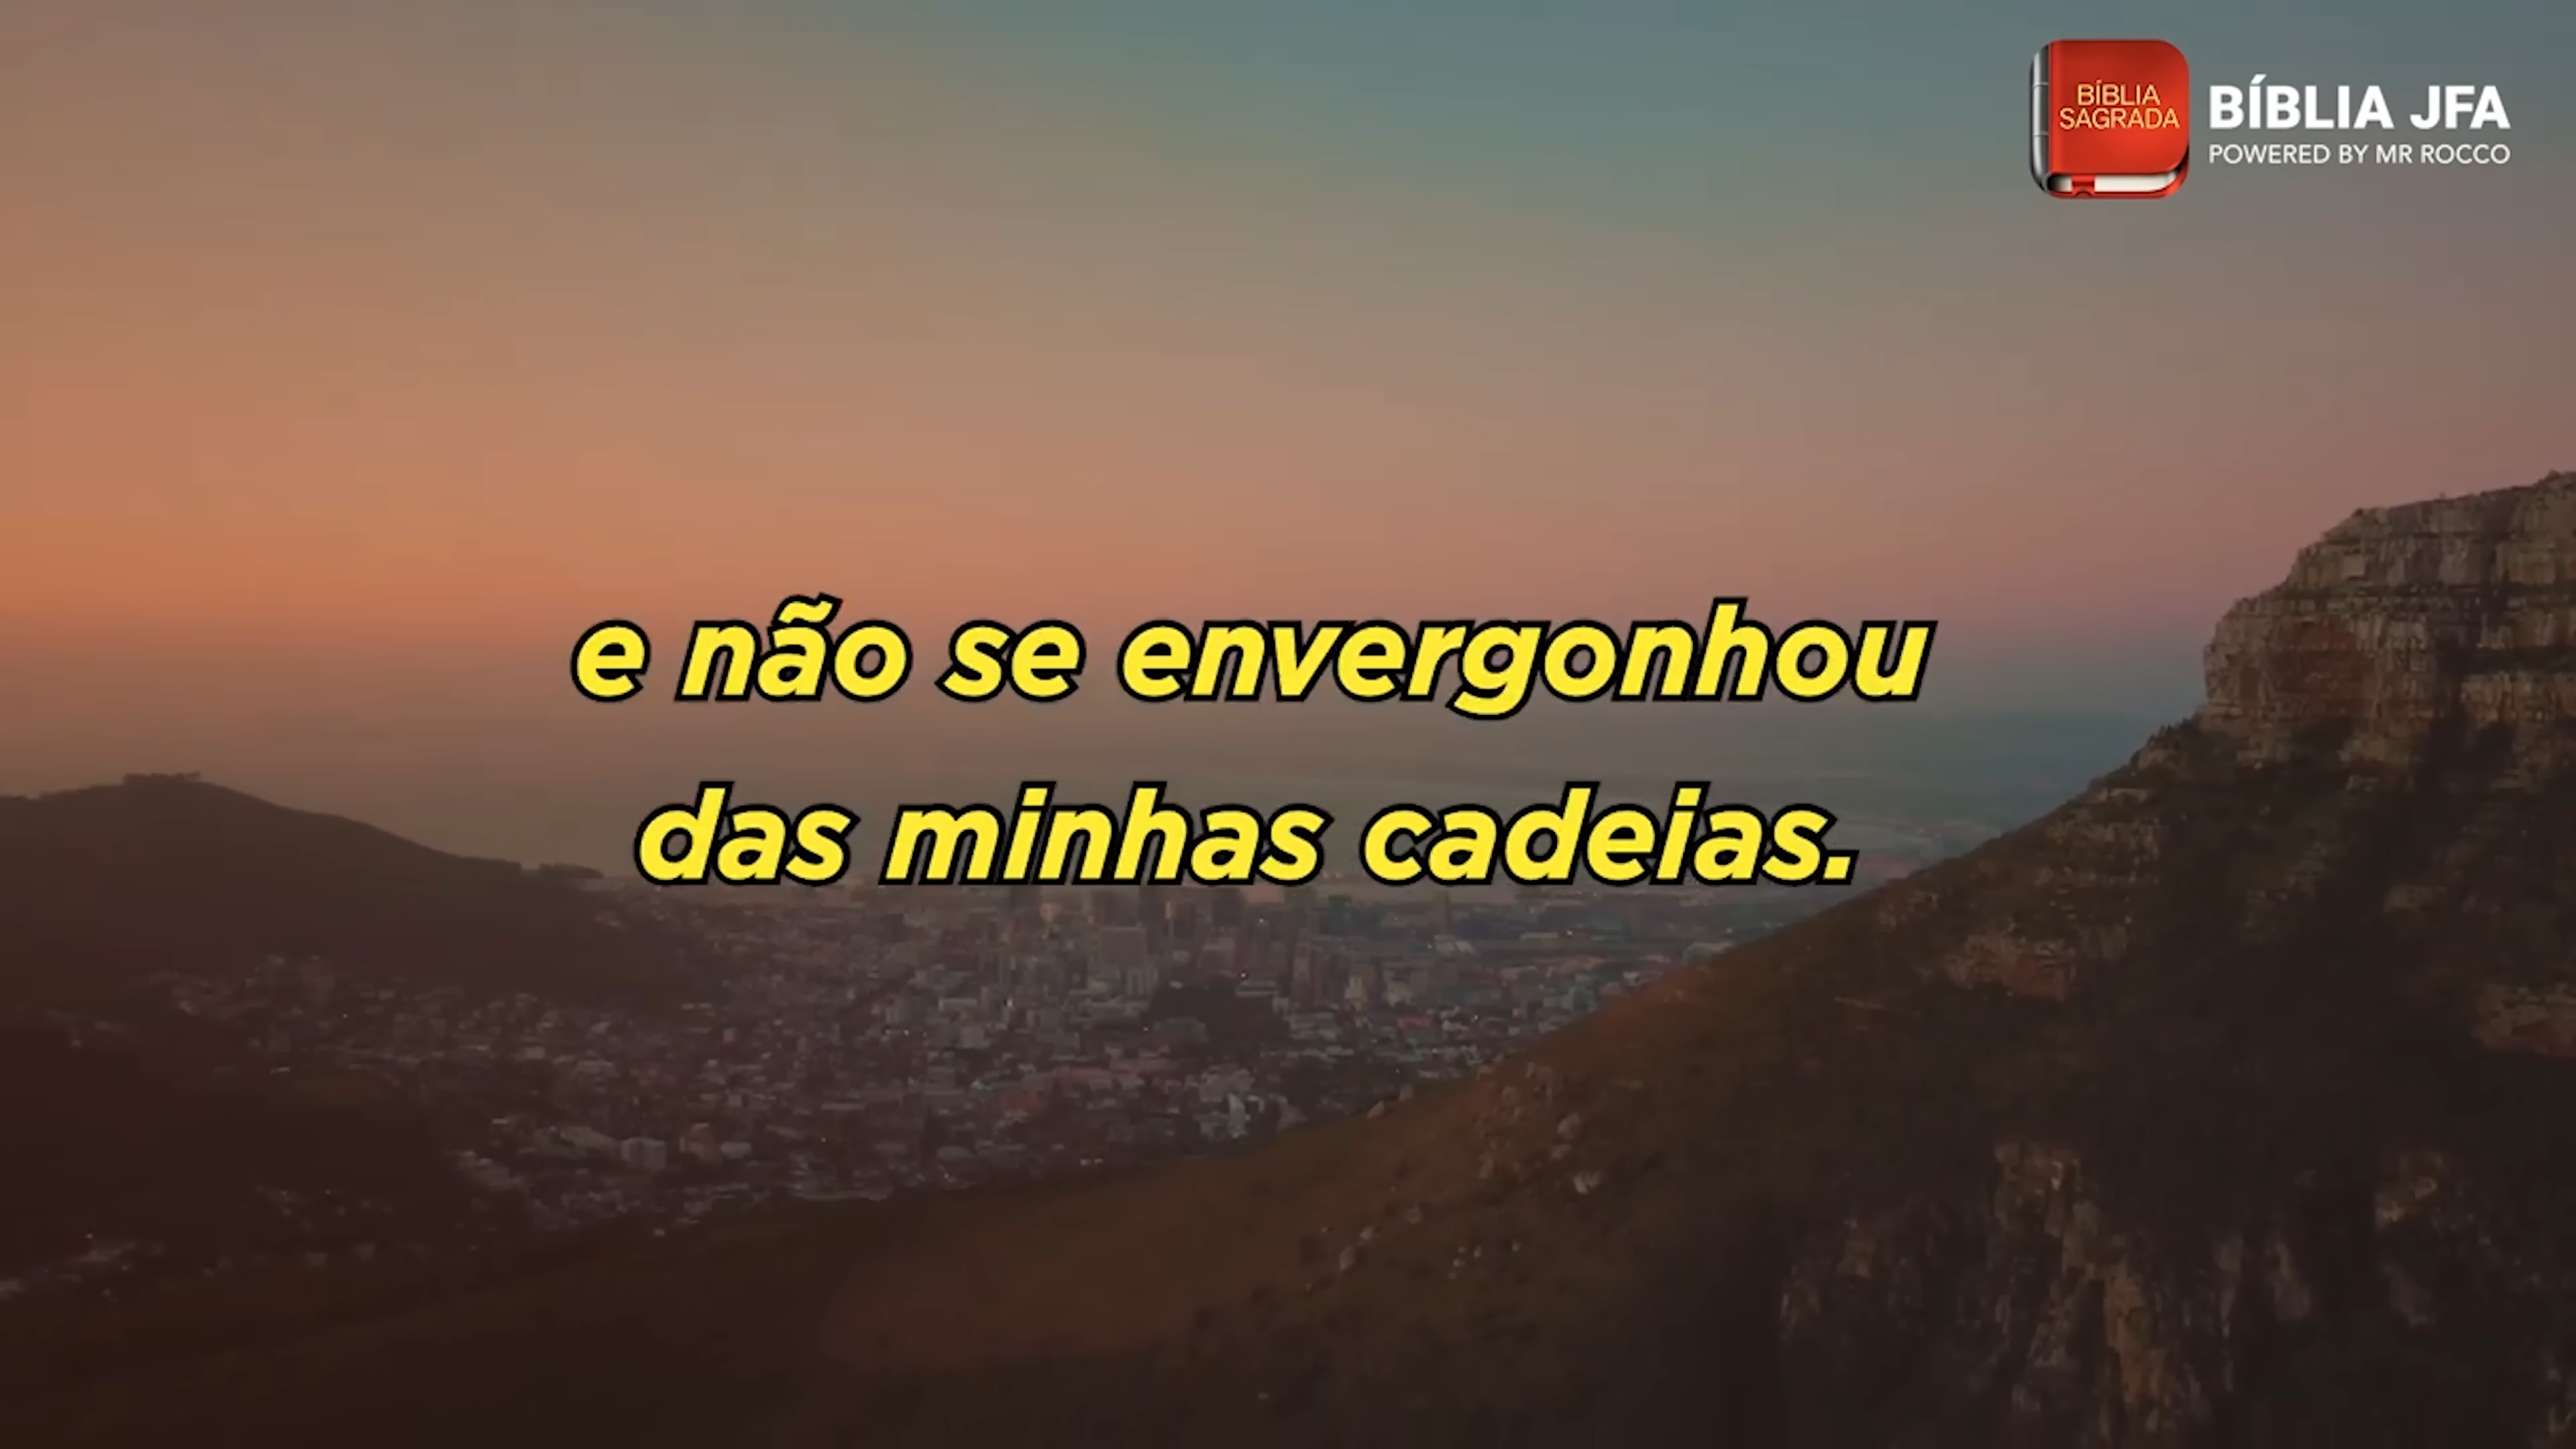 BÍBLIA
SAGRADA
BÍBLIA JFA
POWERED BY MR ROCCO
e não se envergonhou
das minhas cadeias.